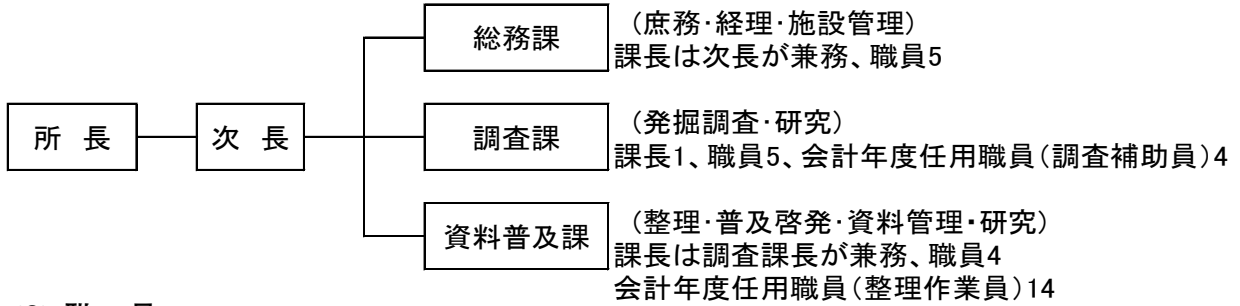 総務課
（庶務・経理・施設管理）
課長は次長が兼務、職員5
所　長
次　長
調査課
（発掘調査・研究）
課長1、職員5、会計年度任用職員（調査補助員）4
資料普及課
（整理・普及啓発・資料管理・研究）
課長は調査課長が兼務、職員4
会計年度任用職員（整理作業員）14